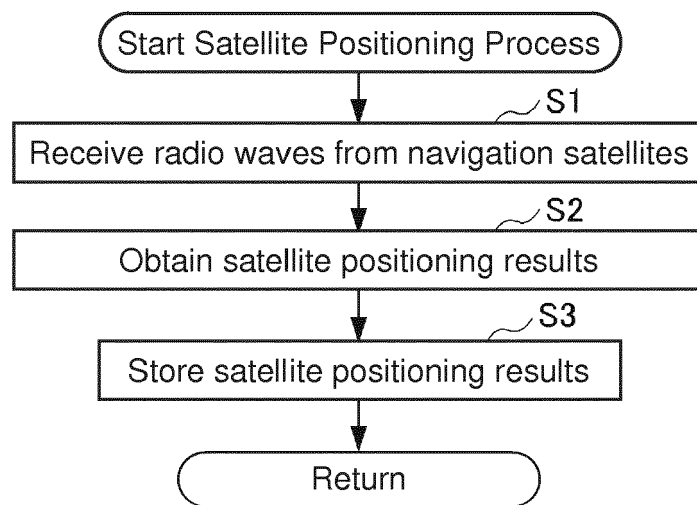 Start Satellite Positioning Process
S1
Receive radio waves from navigation satellites
S2
Obtain satellite positioning results
S3
Store satellite positioning results
Return